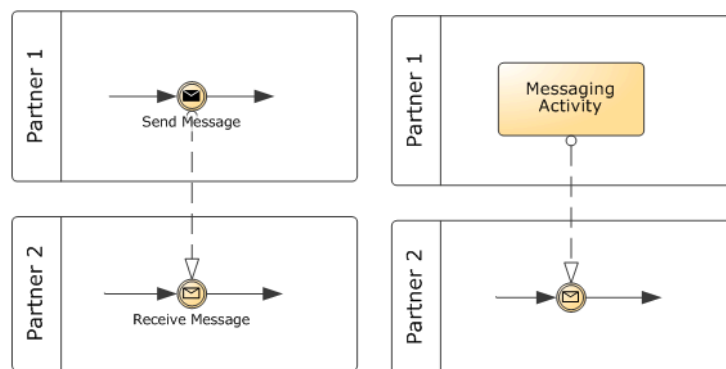 Partner 1
Send Message
Partner 2
Receive Message
Partner 1
Messaging
Activity
Partner 2